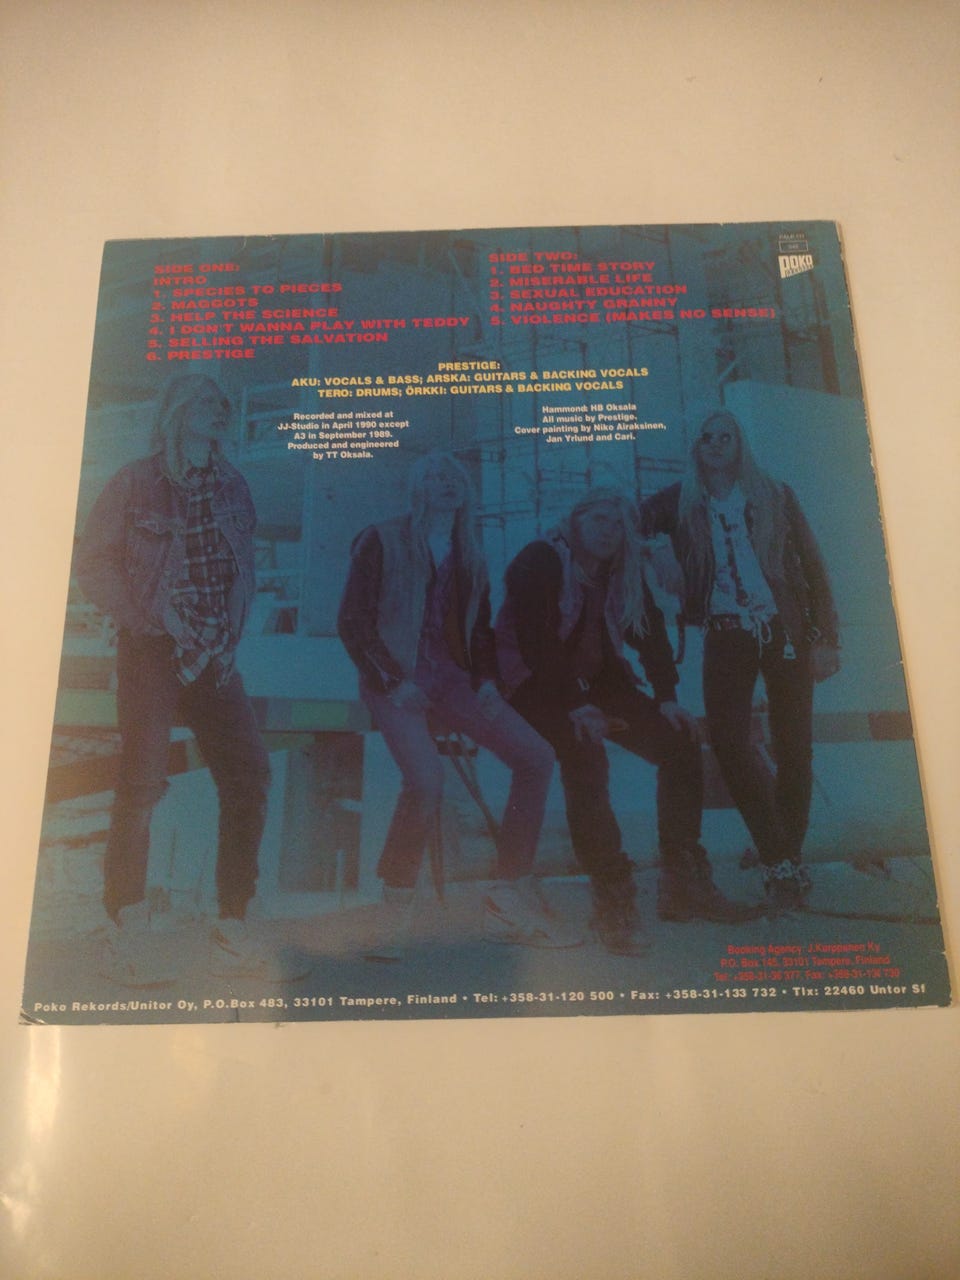 SIDE ONE:
INTRO
1. SPECIES TO PIECES
2. MAGGOTS
3. HELP THE SCIENCE
4. I DON'T WANNA PLAY WITH TEDDY
5. SELLING THE SALVATION
6. PRESTIGE
SIDE TWO:
1. BED TIME STORY
2. MISERABLE LIFE
3. SEXUAL EDUCATION
4. NAUGHTY GRANNY
5. VIOLENCE (MAKES NO SENSE)
POKO
REKORDS
PRESTIGE:
AKU: VOCALS & BASS; ARSKA: GUITARS & BACKING VOCALS
TERO: DRUMS; ÖRKKI: GUITARS & BACKING VOCALS
Recorded and mixed at
JJ-Studio in April 1990 except
A3 in September 1989.
Produced and engineered
by TT Oksala.
Hammond: HB Oksala
All music by Prestige.
Cover painting by Niko Airaksinen,
Jan Yrlund and Cari.
Booking Agency: J.Karppanen Ky
P.O. Box 145, 33101 Tampere, Finland
Poko Rekords/Unitor Oy, P.O.Box 483, 33101 Tampere, Finland • Tel: +358-31-120 500 • Fax: +358-31-133 732 • Tlx: 22460 Untor Sf